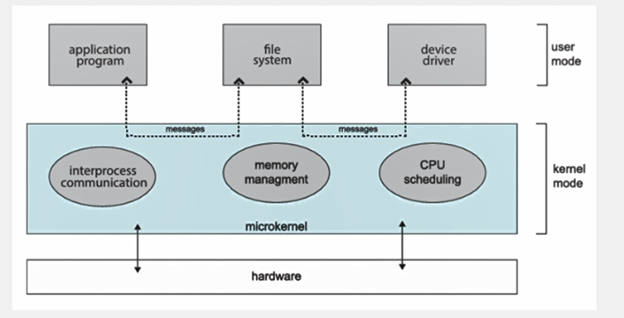 application
program
file
system
device
driver
user
mode
messages
messages
interprocess
communication
memory
managment
CPU
scheduling
kernel
mode
microkernel
hardware